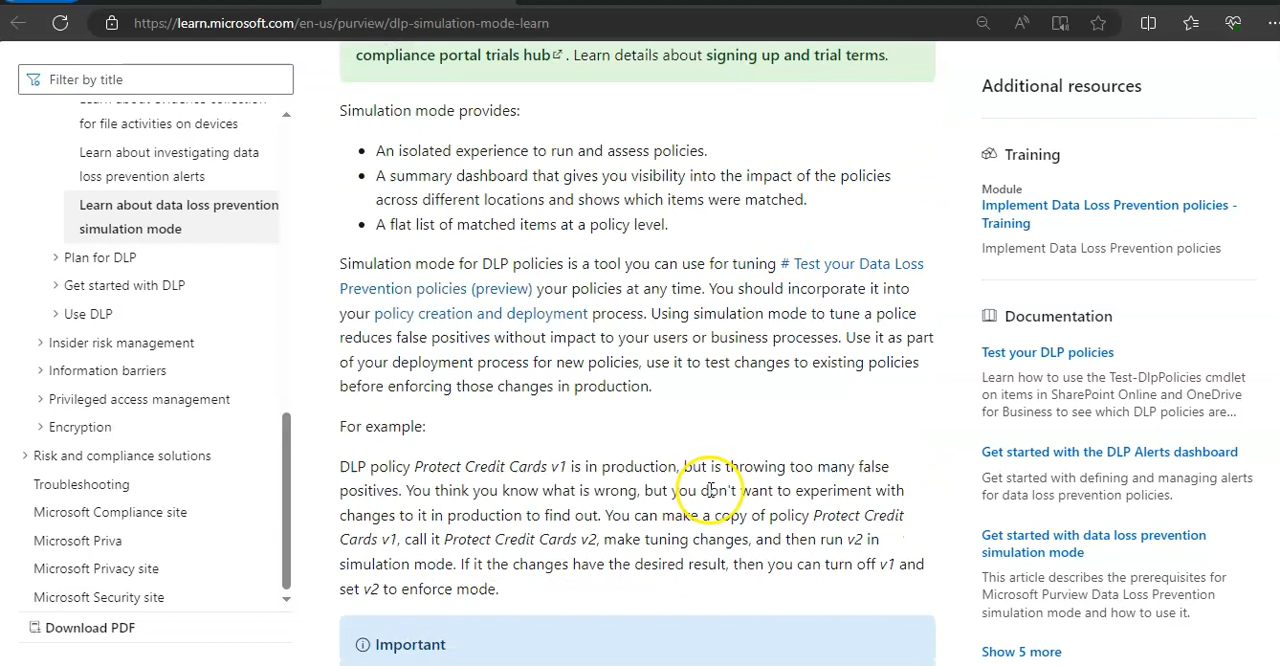 https://learn.microsoft.com/en-us/purview/dlp-simulation-mode-learn
Filter by title
for file activities on devices
Learn about investigating data
loss prevention alerts
Learn about data loss prevention
simulation mode
Plan for DLP
Get started with DLP
Use DLP
Insider risk management
Information barriers
Privileged access management
Encryption
Risk and compliance solutions
Troubleshooting
Microsoft Compliance site
Microsoft Priva
Microsoft Privacy site
Microsoft Security site
Download PDF
compliance portal trials hub . Learn details about signing up and trial terms.
Simulation mode provides:
• An isolated experience to run and assess policies.
• A summary dashboard that gives you visibility into the impact of the policies
across different locations and shows which items were matched.
• A flat list of matched items at a policy level.
Simulation mode for DLP policies is a tool you can use for tuning # Test your Data Loss
Prevention policies (preview) your policies at any time. You should incorporate it into
your policy creation and deployment process. Using simulation mode to tune a police
reduces false positives without impact to your users or business processes. Use it as part
of your deployment process for new policies, use it to test changes to existing policies
before enforcing those changes in production.
For example:
DLP policy Protect Credit Cards v1 is in production, but is throwing too many false
positives. You think you know what is wrong, but you don't want to experiment with
changes to it in production to find out. You can make a copy of policy Protect Credit
Cards v1, call it Protect Credit Cards v2, make tuning changes, and then run v2 in
simulation mode. If it the changes have the desired result, then you can turn off v1 and
set v2 to enforce mode.
Important
Additional resources
Training
Module
Implement Data Loss Prevention policies -
Training
Implement Data Loss Prevention policies
Documentation
Test your DLP policies
Learn how to use the Test-DlpPolicies cmdlet
on items in SharePoint Online and OneDrive
for Business to see which DLP policies are...
Get started with the DLP Alerts dashboard
Get started with defining and managing alerts
for data loss prevention policies.
Get started with data loss prevention
simulation mode
This article describes the prerequisites for
Microsoft Purview Data Loss Prevention
simulation mode and how to use it.
Show 5 more